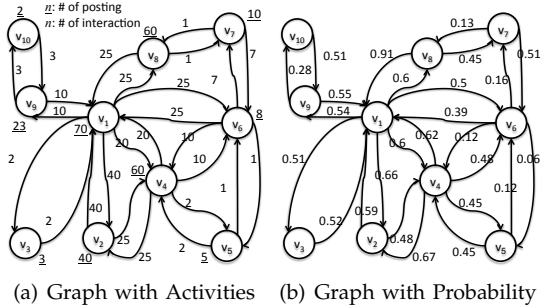 2
n: # of posting
n: # of interaction
60
10
v10
v7
v8
1
1
3
3
25
25
7
7
v9
10
10
23
v1
70
25
25
v6
8
20
20
10
10
60
v4
2
40
40
25
25
2
2
2
1
1
v3
3
v2
40
v5
5
v10
v7
v8
0.13
0.45
0.51
0.28
0.91
0.6
0.51
0.16
v9
0.55
0.54
v1
0.5
0.39
v6
0.6
0.62
0.12
0.48
v4
0.51
0.52
0.66
0.59
0.48
0.67
0.45
0.45
0.12
0.06
v3
v2
v5
(a) Graph with Activities (b) Graph with Probability